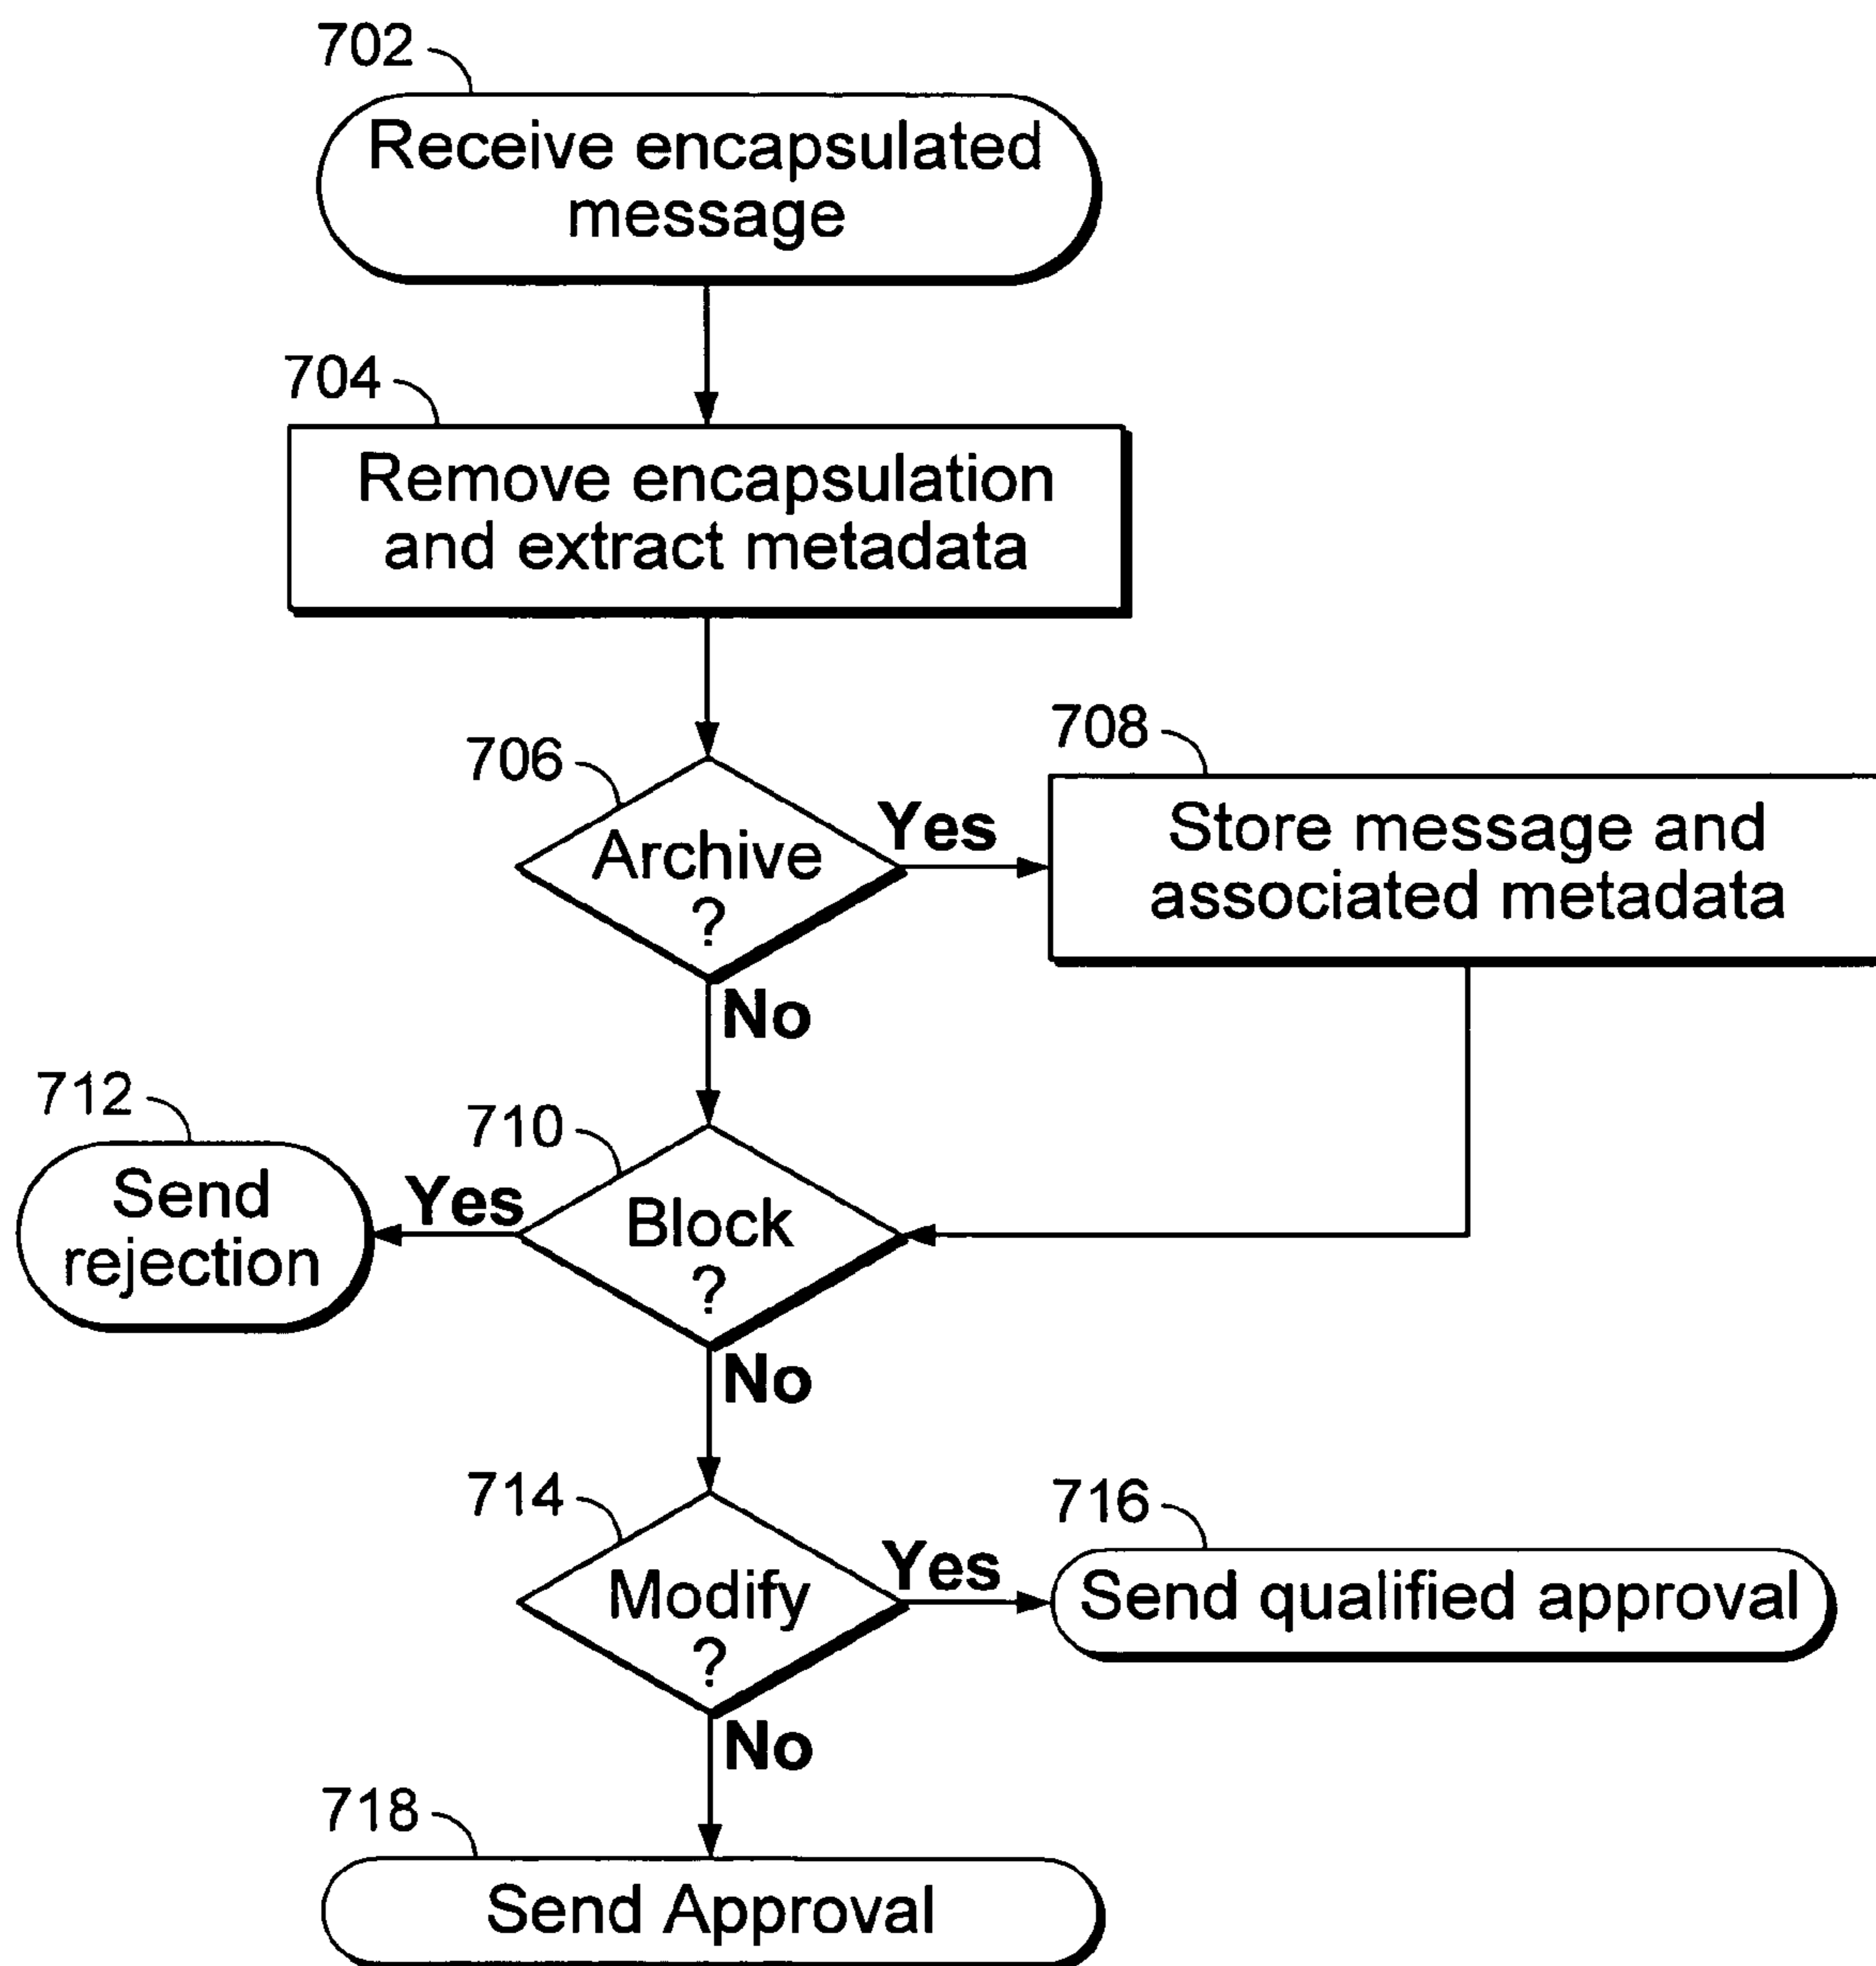 702
Receive encapsulated
message
704
Remove encapsulation
and extract metadata
706
Archive
?
Yes
708
Store message and
associated metadata
No
712
Send
rejection
Yes
710
Block
?
No
714
Modify
?
Yes
716
Send qualified approval
No
718
Send Approval